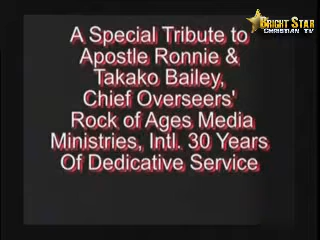 BRIGHT STAR
CHRISTIAN TV
A Special Tribute to
Apostle Ronnie &
Takako Bailey,
Chief Overseers'
Rock of Ages Media
Ministries, Intl. 30 Years
Of Dedicative Service